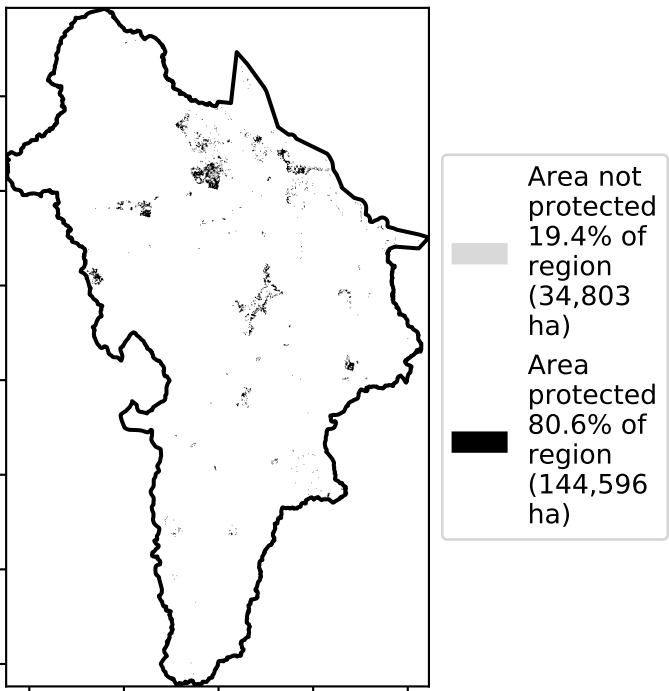 Area not
protected
19.4% of
region
(34,803
ha)
Area
protected
80.6% of
region
(144,596
ha)